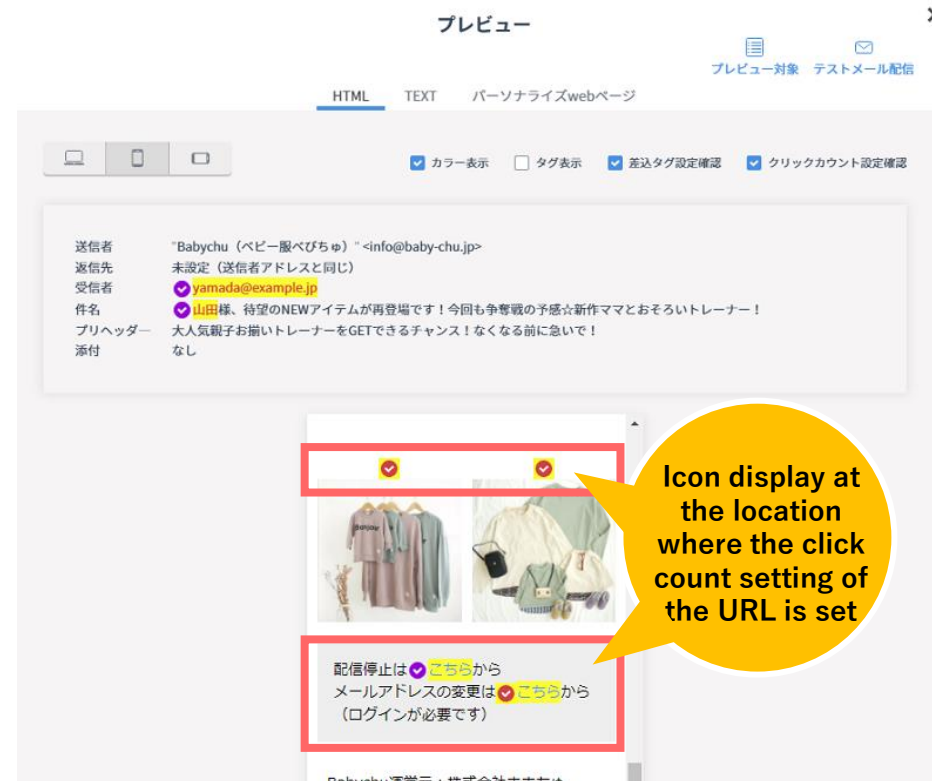 プレビュー
プレビュー対象 テストメール配信
HTML TEXT パーソナライズwebページ
カラー表示 タグ表示 差込タグ設定確認 クリックカウント設定確認
送信者 "Babychu（ベビー服べびちゅ）" <info@baby-chu.jp>
返信先 未設定（送信者アドレスと同じ）
受信者 yamada@example.jp
件名 山田様、待望のNEWアイテムが再登場です！今回も争奪戦の予感☆新作ママとおそろいトレーナー！
プリヘッダー 大人気親子お揃いトレーナーをGETできるチャンス！なくなる前に急いで！
添付 なし
Icon display at
the location
where the click
count setting of
the URL is set
Bonjour
配信停止はこちらから
メールアドレスの変更はこちらから
（ログインが必要です）